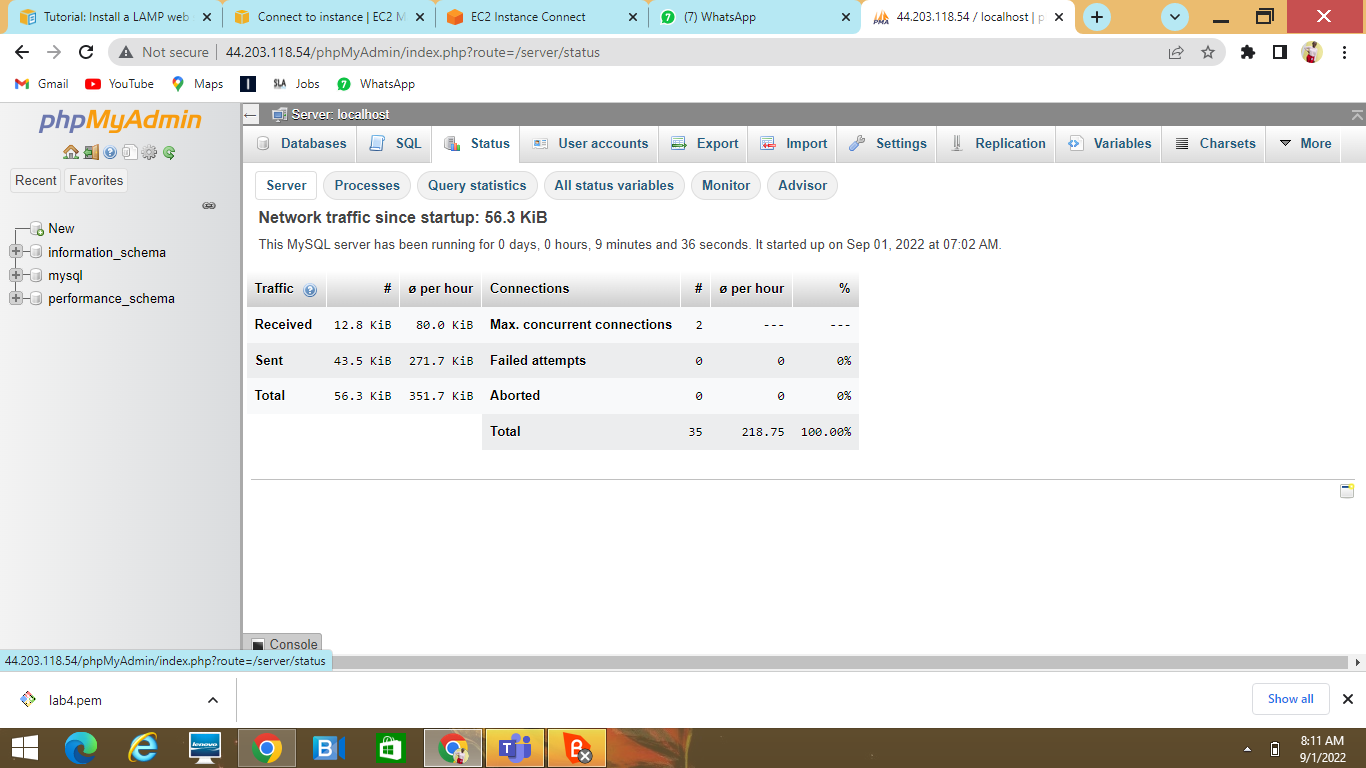 Tutorial: Install a LAMP web
Connect to instance | EC2 M
EC2 Instance Connect
(7) WhatsApp
44.203.118.54 / localhost | p
Not secure
44.203.118.54/phpMyAdmin/index.php?route=/server/status
Gmail
YouTube
Maps
SLA Jobs
WhatsApp
phpMyAdmin
Recent
Favorites
New
information_schema
mysql
performance_schema
Server: localhost
Databases
SQL
Status
User accounts
Export
Import
Settings
Replication
Variables
Charsets
More
Server
Processes
Query statistics
All status variables
Monitor
Advisor
Network traffic since startup: 56.3 KiB
This MySQL server has been running for 0 days, 0 hours, 9 minutes and 36 seconds. It started up on Sep 01, 2022 at 07:02 AM.
Traffic # ø per hour Connections # ø per hour %
Received 12.8 KiB 80.0 KiB Max. concurrent connections 2 --- ---
Sent 43.5 KiB 271.7 KiB Failed attempts 0 0 0%
Total 56.3 KiB 351.7 KiB Aborted 0 0 0%
Total 35 218.75 100.00%
Console
44.203.118.54/phpMyAdmin/index.php?route=/server/status
lab4.pem
Show all
lenovo
8:11 AM
9/1/2022